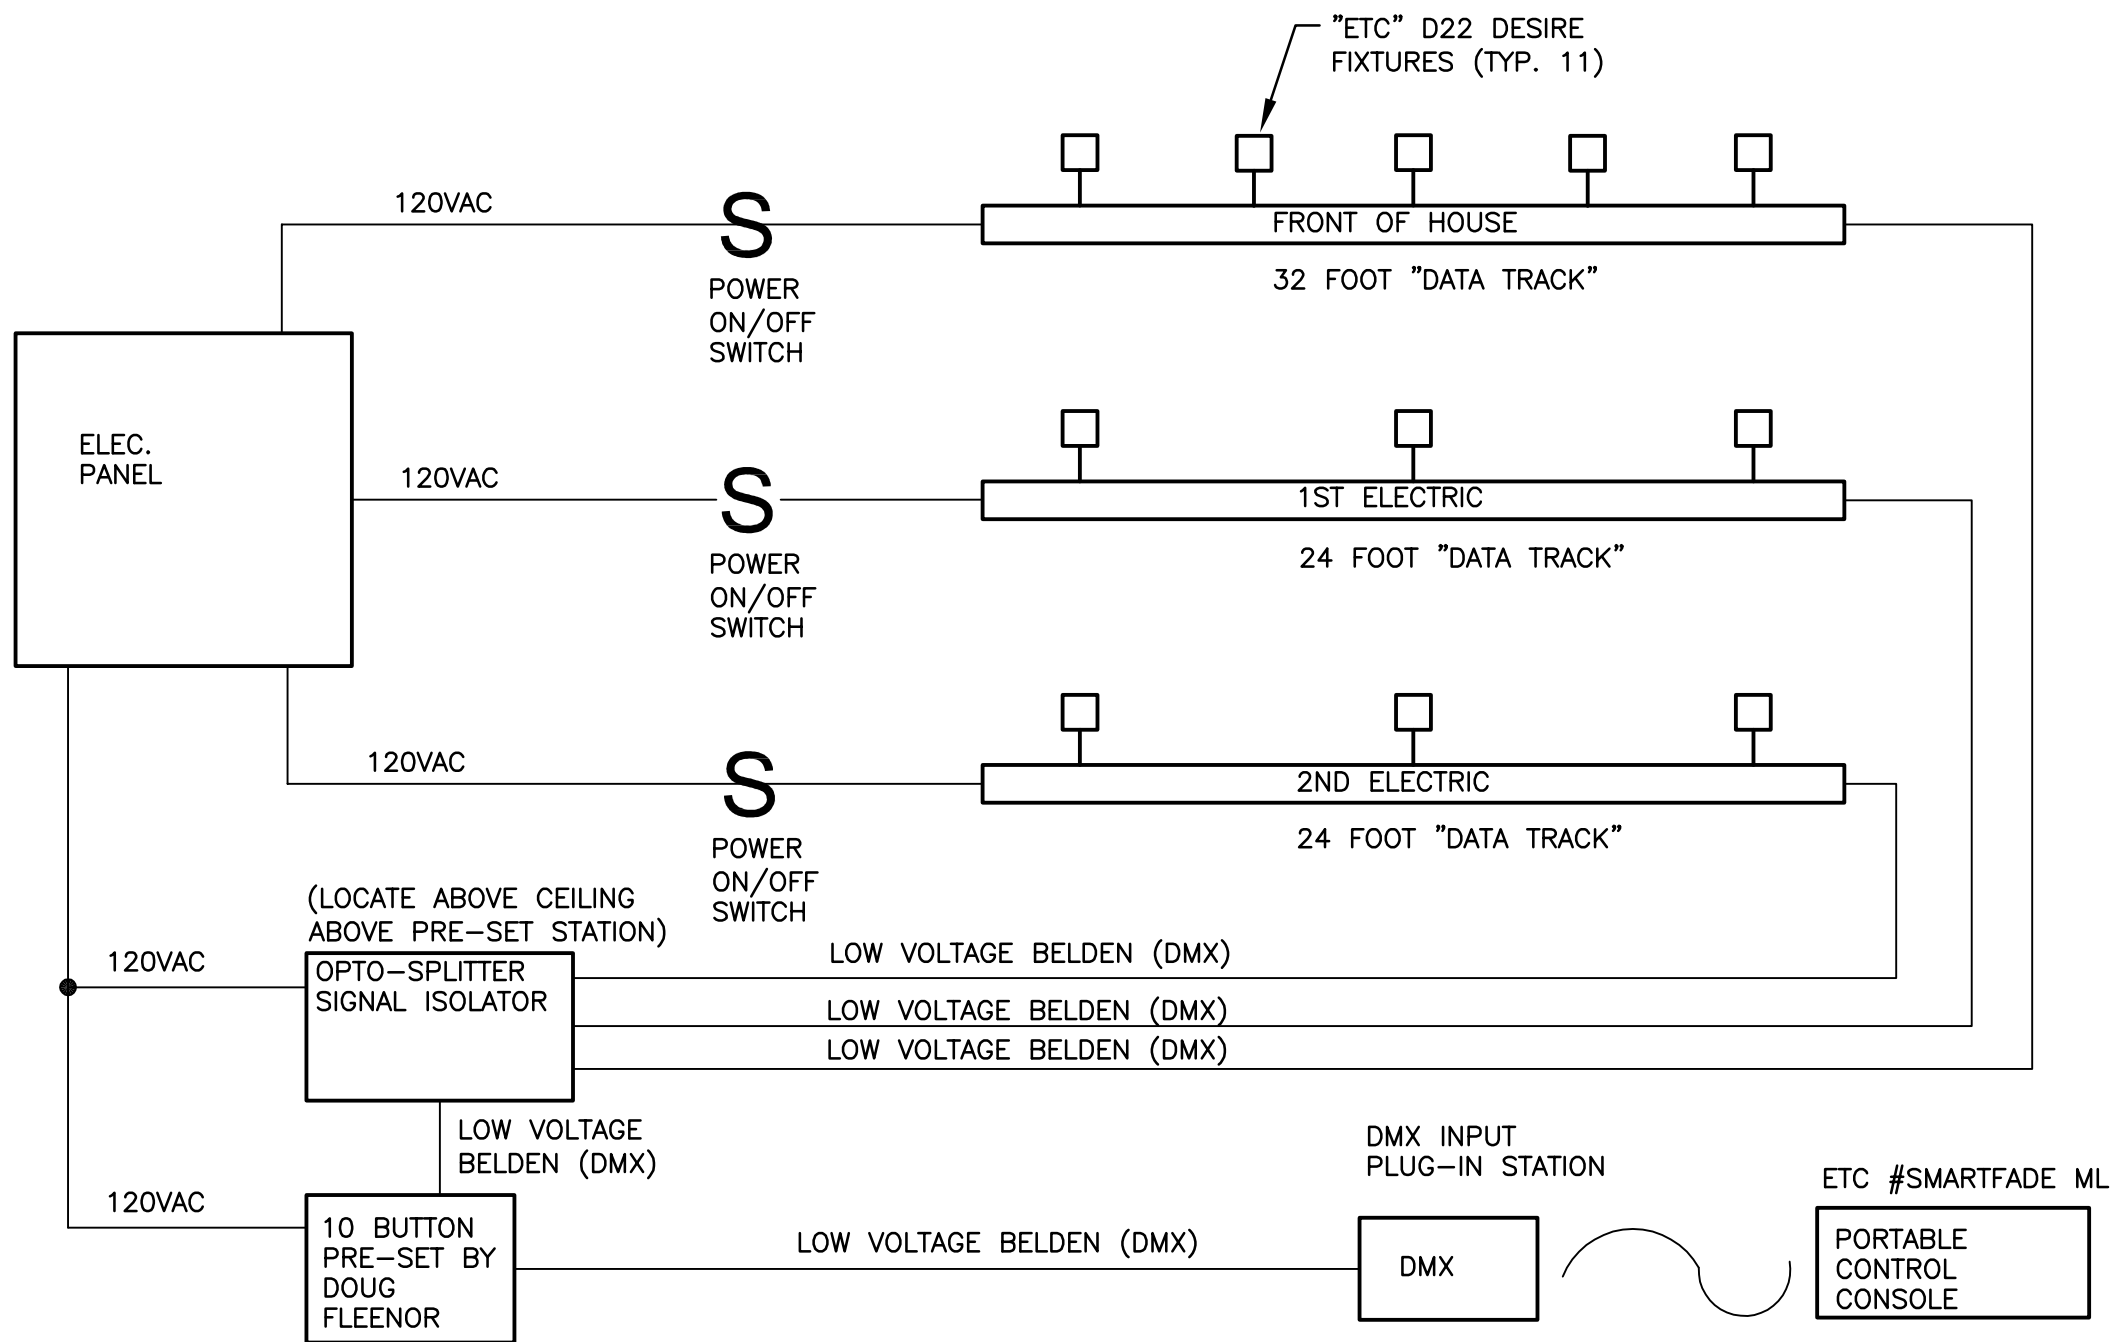 ”ETC” D22 DESIRE
FIXTURES (TYP. 11)
120VAC
S
FRONT OF HOUSE
POWER
ON/OFF
SWITCH
32 FOOT ”DATA TRACK”
ELEC.
PANEL
120VAC
S
1ST ELECTRIC
POWER
ON/OFF
SWITCH
24 FOOT ”DATA TRACK”
120VAC
S
2ND ELECTRIC
POWER
ON/OFF
SWITCH
24 FOOT ”DATA TRACK”
(LOCATE ABOVE CEILING
ABOVE PRE-SET STATION)
120VAC
OPTO-SPLITTER
SIGNAL ISOLATOR
LOW VOLTAGE BELDEN (DMX)
LOW VOLTAGE BELDEN (DMX)
LOW VOLTAGE BELDEN (DMX)
LOW VOLTAGE
BELDEN (DMX)
120VAC
10 BUTTON
PRE-SET BY
DOUG
FLEENOR
LOW VOLTAGE BELDEN (DMX)
DMX INPUT
PLUG-IN STATION
DMX
ETC #SMARTFADE ML
PORTABLE
CONTROL
CONSOLE